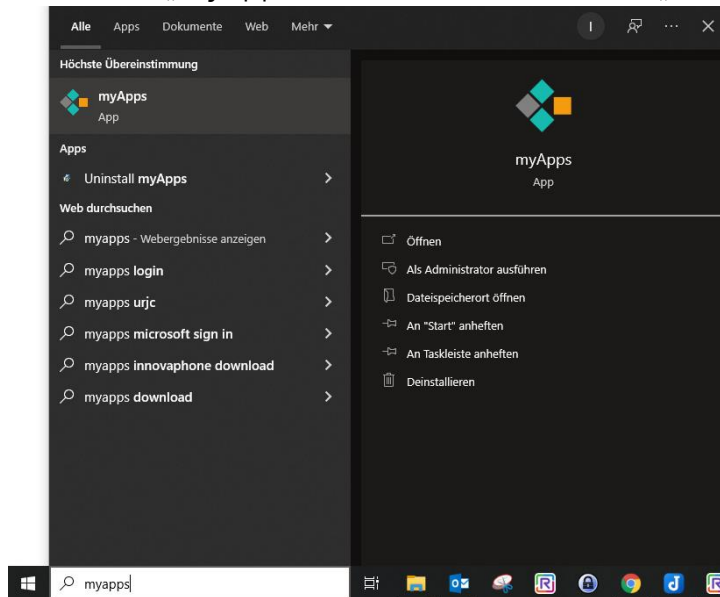 Alle Apps Dokumente Web Mehr
I
Höchste Übereinstimmung
myApps
App
Apps
Uninstall myApps
Web durchsuchen
myapps - Webergebnisse anzeigen
myapps login
myapps urjc
myapps microsoft sign in
myapps innovaphone download
myapps download
myApps
App
Öffnen
Als Administrator ausführen
Dateispeicherort öffnen
An "Start" anheften
An Taskleiste anheften
Deinstallieren
myapps